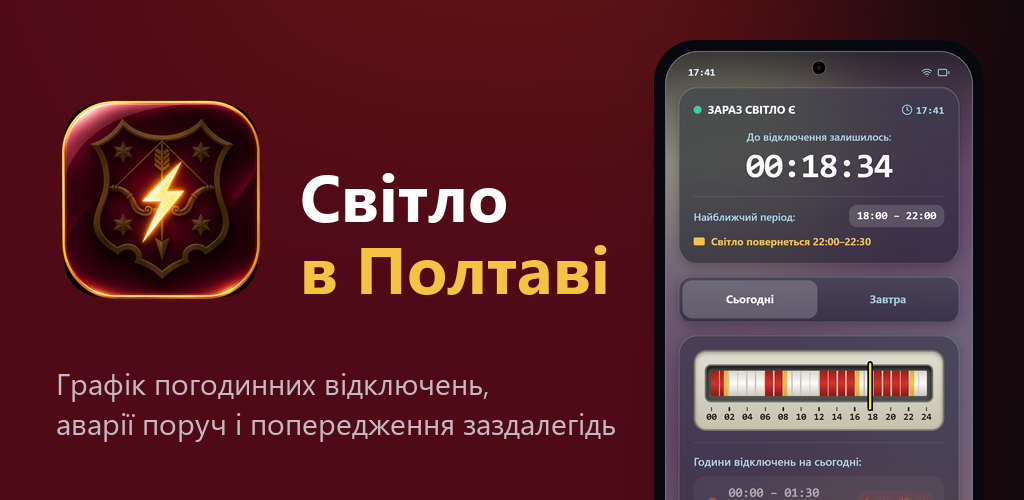 Світло
в Полтаві
Графік погодинних відключень,
аварії поруч і попередження заздалегідь
17:41
ЗАРАЗ СВІТЛО Є
17:41
До відключення залишилось:
00:18:34
Найближчий період:
18:00 – 22:00
Світло повернеться 22:00–22:30
Сьогодні
Завтра
00 02 04 06 08 10 12 14 16 18 20 22 24
Години відключень на сьогодні:
00:00 – 01:30